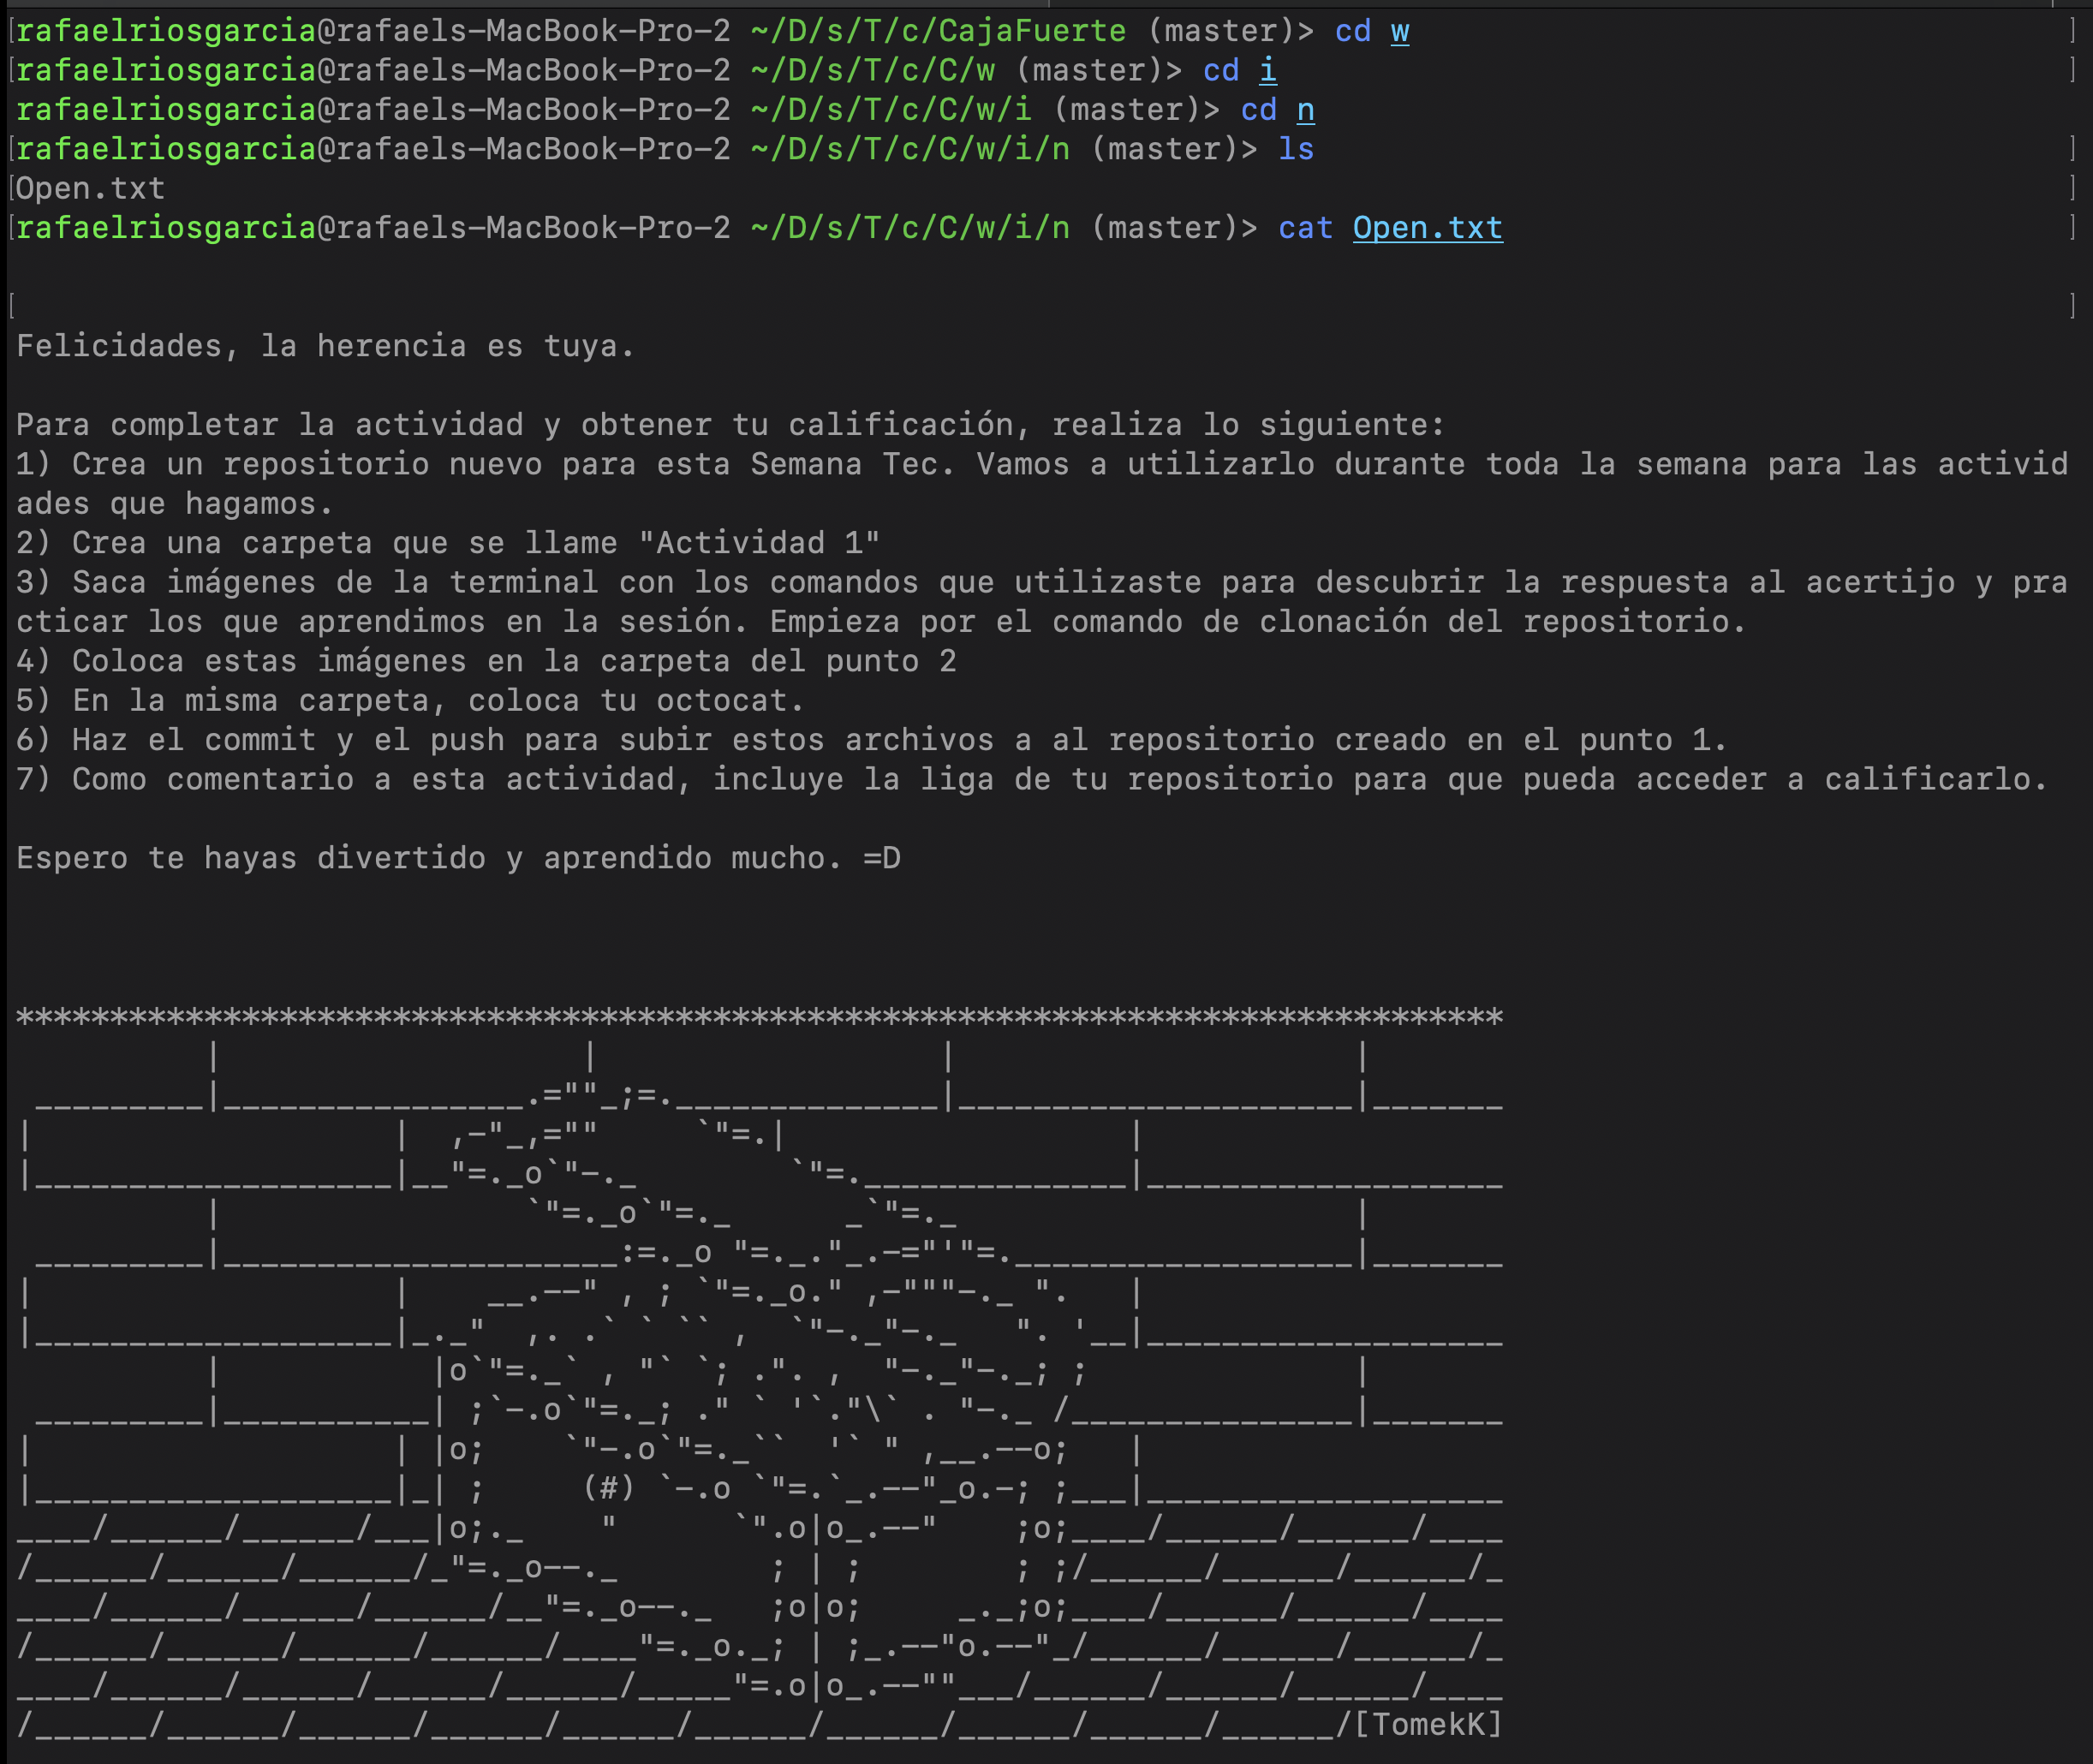 rafaelriosgarcia@rafaels-MacBook-Pro-2 ~/D/s/T/c/CajaFuerte (master)> cd w
rafaelriosgarcia@rafaels-MacBook-Pro-2 ~/D/s/T/c/C/w (master)> cd i
rafaelriosgarcia@rafaels-MacBook-Pro-2 ~/D/s/T/c/C/w/i (master)> cd n
rafaelriosgarcia@rafaels-MacBook-Pro-2 ~/D/s/T/c/C/w/i/n (master)> ls
Open.txt
rafaelriosgarcia@rafaels-MacBook-Pro-2 ~/D/s/T/c/C/w/i/n (master)> cat Open.txt
Felicidades, la herencia es tuya.
Para completar la actividad y obtener tu calificación, realiza lo siguiente:
1) Crea un repositorio nuevo para esta Semana Tec. Vamos a utilizarlo durante toda la semana para las activid
ades que hagamos.
2) Crea una carpeta que se llame "Actividad 1"
3) Saca imágenes de la terminal con los comandos que utilizaste para descubrir la respuesta al acertijo y pra
cticar los que aprendimos en la sesión. Empieza por el comando de clonación del repositorio.
4) Coloca estas imágenes en la carpeta del punto 2
5) En la misma carpeta, coloca tu octocat.
6) Haz el commit y el push para subir estos archivos a al repositorio creado en el punto 1.
7) Como comentario a esta actividad, incluye la liga de tu repositorio para que pueda acceder a calificarlo.
Espero te hayas divertido y aprendido mucho. =D
[TomekK]